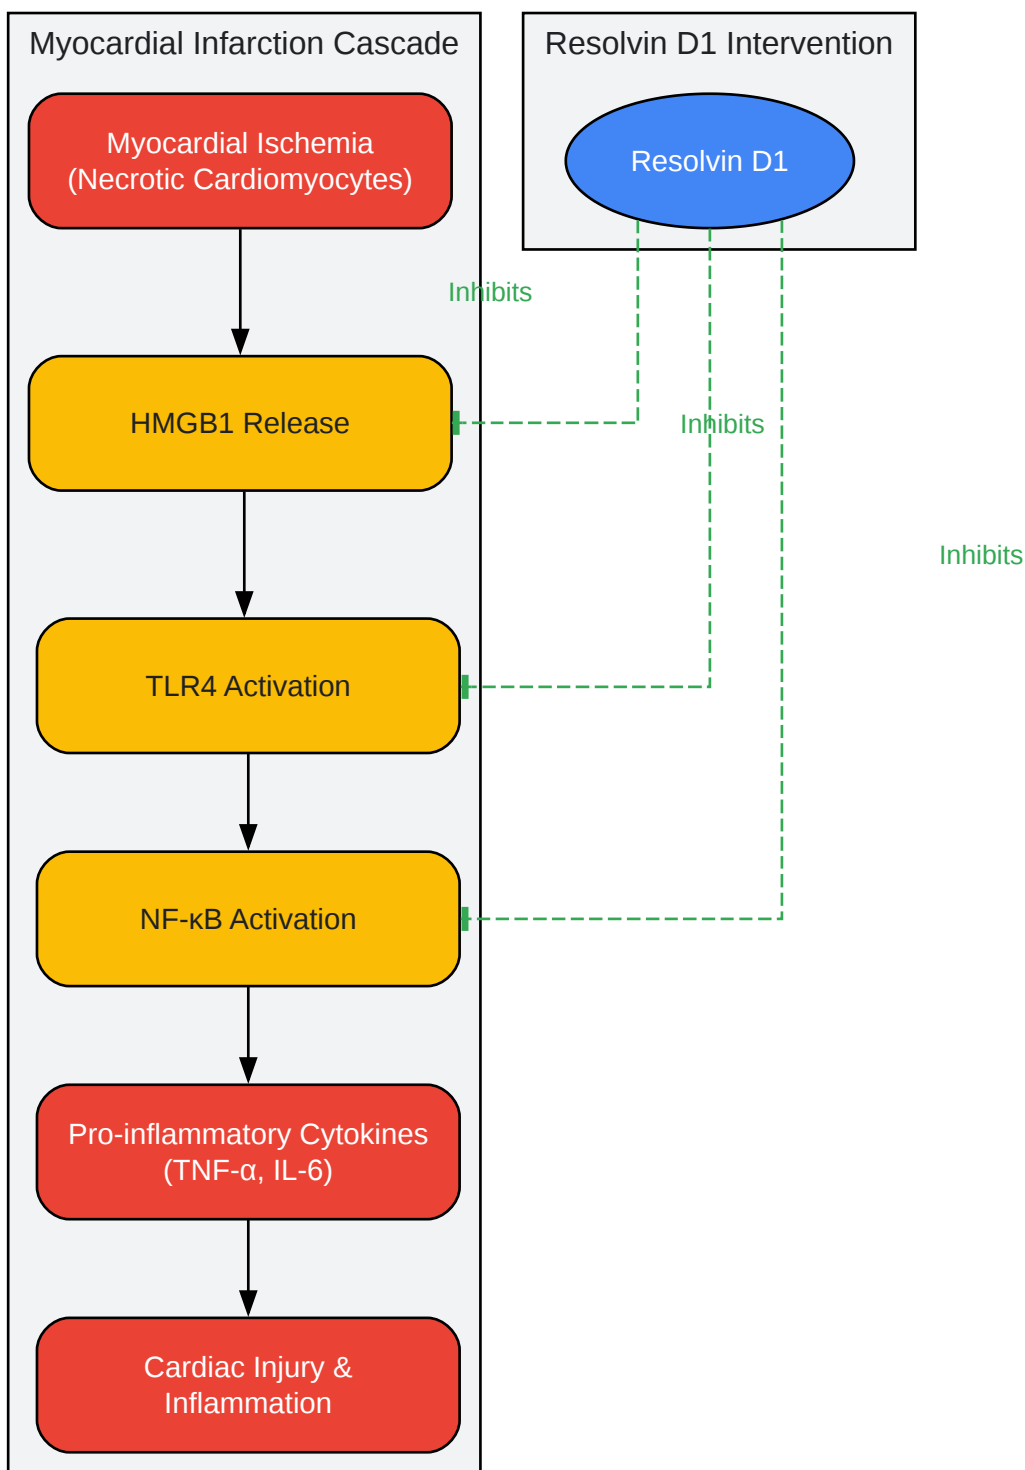 Myocardial Infarction Cascade
Myocardial Ischemia
(Necrotic Cardiomyocytes)
HMGB1 Release
TLR4 Activation
NF-κB Activation
Pro-inflammatory Cytokines
(TNF-α, IL-6)
Cardiac Injury &
Inflammation
Resolvin D1 Intervention
Resolvin D1
Inhibits
Inhibits
Inhibits